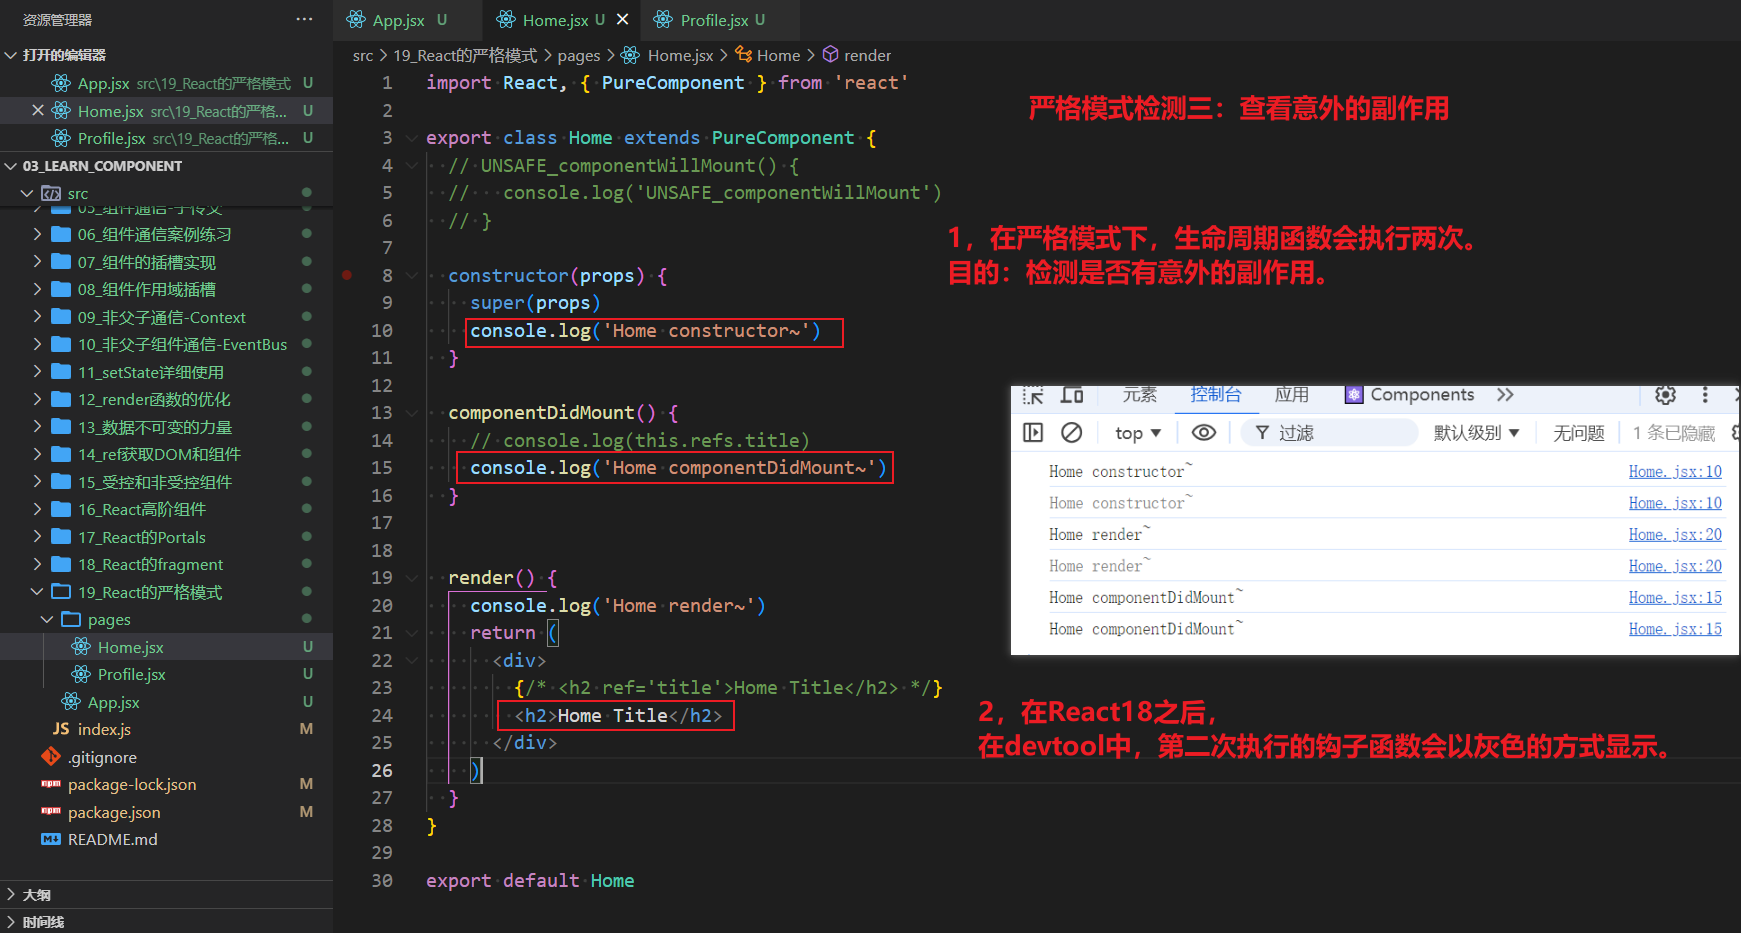 资源管理器
···
打开的编辑器
App.jsx src\19_React的严格模式 U
Home.jsx src\19_React的严格... U
Profile.jsx src\19_React的严格... U
03_LEARN_COMPONENT
src
05_组件通信-子传父
06_组件通信案例练习
07_组件的插槽实现
08_组件作用域插槽
09_非父子通信-Context
10_非父子组件通信-EventBus
11_setState详细使用
12_render函数的优化
13_数据不可变的力量
14_ref获取DOM和组件
15_受控和非受控组件
16_React高阶组件
17_React的Portals
18_React的fragment
19_React的严格模式
pages
Home.jsx U
Profile.jsx U
App.jsx U
JS index.js M
.gitignore
package-lock.json M
package.json M
README.md
大纲
时间线
App.jsx U
Home.jsx U
Profile.jsx U
src > 19_React的严格模式 > pages > Home.jsx > Home > render
1 import React, { PureComponent } from 'react'
2
3 export class Home extends PureComponent {
4 // UNSAFE_componentWillMount() {
5 //   console.log('UNSAFE_componentWillMount')
6 // }
7
8 constructor(props) {
9 super(props)
10 console.log('Home constructor~')
11 }
12
13 componentDidMount() {
14 // console.log(this.refs.title)
15 console.log('Home componentDidMount~')
16 }
17
18
19 render() {
20 console.log('Home render~')
21 return (
22 <div>
23 {/* <h2 ref='title'>Home Title</h2> */}
24 <h2>Home Title</h2>
25 </div>
26 )
27 }
28 }
29
30 export default Home
严格模式检测三：查看意外的副作用
1，在严格模式下，生命周期函数会执行两次。
目的：检测是否有意外的副作用。
元素 控制台 应用 Components
top 过滤 默认级别 无问题 1 条已隐藏
Home constructor~ Home.jsx:10
Home constructor~ Home.jsx:10
Home render~ Home.jsx:20
Home render~ Home.jsx:20
Home componentDidMount~ Home.jsx:15
Home componentDidMount~ Home.jsx:15
2，在React18之后，
在devtool中，第二次执行的钩子函数会以灰色的方式显示。